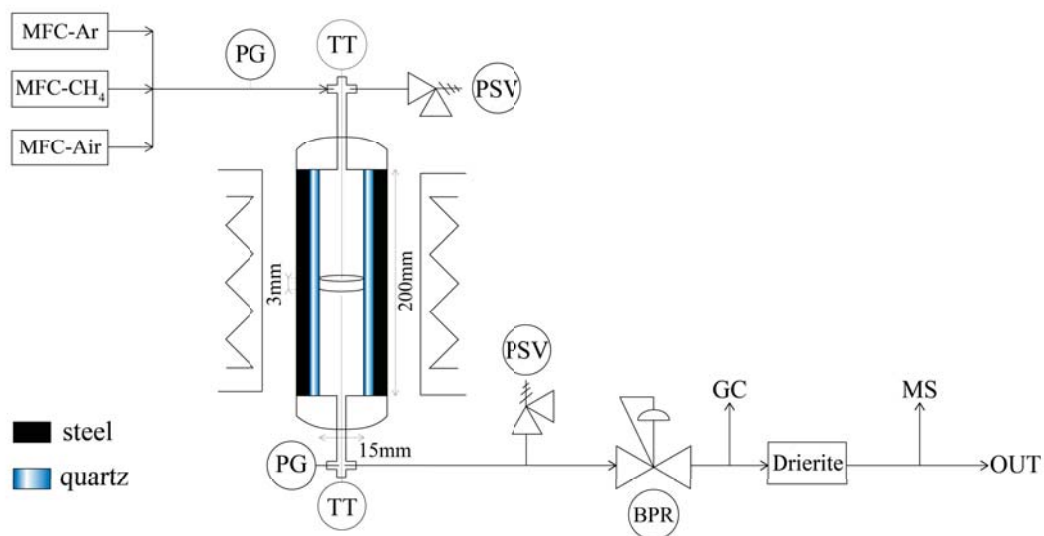 MFC-Ar
MFC-CH₄
MFC-Air
PG
TT
PSV
3mm
200mm
15mm
PG
TT
PSV
BPR
GC
Drierite
MS
OUT
steel
quartz